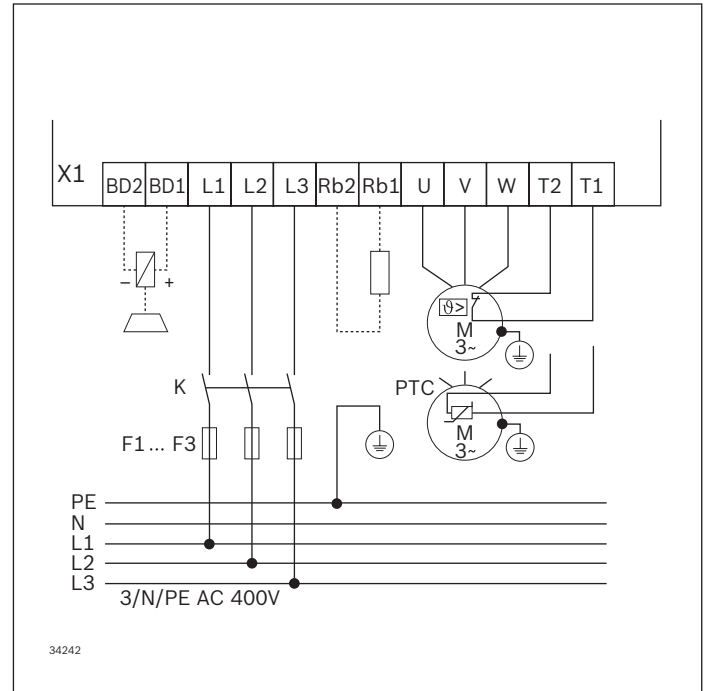 X1
BD2 BD1 L1 L2 L3 Rb2 Rb1 U V W T2 T1
− +
ϑ>
M
3~
K
PTC
M
3~
F1 ... F3
PE
N
L1
L2
L3
3/N/PE AC 400V
34242